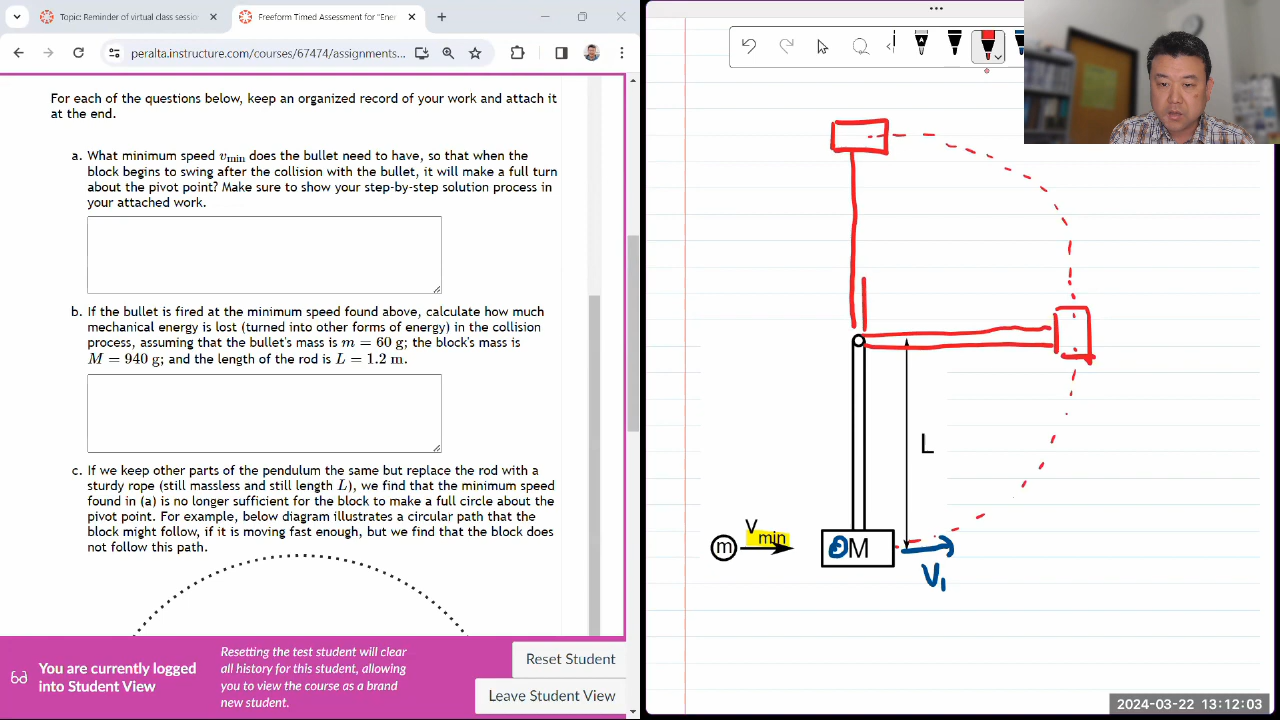 Topic: Reminder of virtual class sessi
Freeform Timed Assessment for "Ener
peralta.instructure.com/courses/67474/assignments...
For each of the questions below, keep an organized record of your work and attach it
at the end.
a. What minimum speed vmin does the bullet need to have, so that when the
block begins to swing after the collision with the bullet, it will make a full turn
about the pivot point? Make sure to show your step-by-step solution process in
your attached work.
b. If the bullet is fired at the minimum speed found above, calculate how much
mechanical energy is lost (turned into other forms of energy) in the collision
process, assuming that the bullet's mass is m = 60 g; the block's mass is
M = 940 g, and the length of the rod is L = 1.2 m.
c. If we keep other parts of the pendulum the same but replace the rod with a
sturdy rope (still massless and still length L), we find that the minimum speed
found in (a) is no longer sufficient for the block to make a full circle about the
pivot point. For example, below diagram illustrates a circular path that the
block might follow, if it is moving fast enough, but we find that the block does
not follow this path.
You are currently logged
into Student View
Resetting the test student will clear
all history for this student, allowing
you to view the course as a brand
new student.
Reset Student
Leave Student View
L
m
vmin
M
V1
2024-03-22 13:12:03